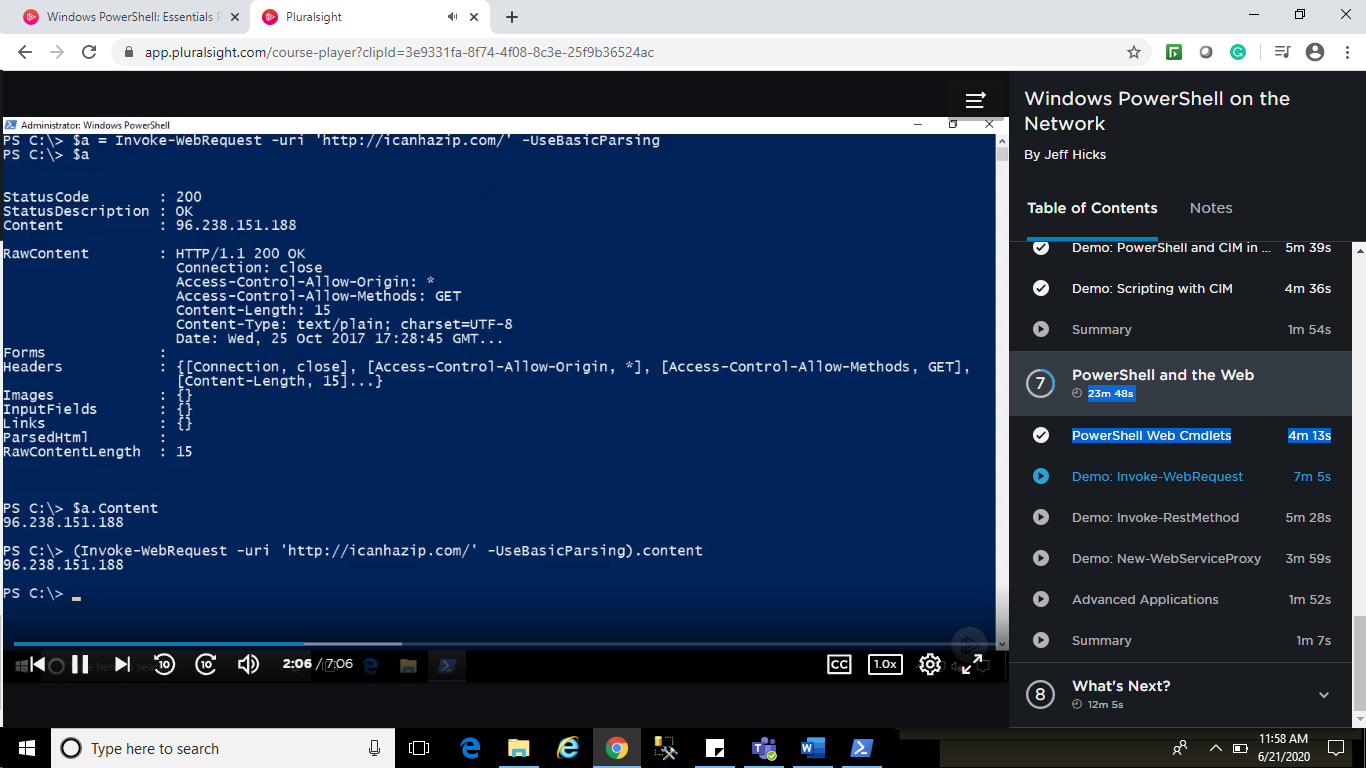 Windows PowerShell: Essentials P
Pluralsight
app.pluralsight.com/course-player?clipId=3e9331fa-8f74-4f08-8c3e-25f9b36524ac
Administrator: Windows PowerShell
PS C:\> $a = Invoke-WebRequest -uri 'http://icanhazip.com/' -UseBasicParsing
PS C:\> $a
StatusCode : 200
StatusDescription : OK
Content : 96.238.151.188
RawContent : HTTP/1.1 200 OK
Connection: close
Access-Control-Allow-Origin: *
Access-Control-Allow-Methods: GET
Content-Length: 15
Content-Type: text/plain; charset=UTF-8
Date: Wed, 25 Oct 2017 17:28:45 GMT...
Forms :
Headers : {[Connection, close], [Access-Control-Allow-Origin, *], [Access-Control-Allow-Methods, GET],
[Content-Length, 15]...}
Images : {}
InputFields : {}
Links : {}
ParsedHtml :
RawContentLength : 15
PS C:\> $a.Content
96.238.151.188
PS C:\> (Invoke-WebRequest -uri 'http://icanhazip.com/' -UseBasicParsing).content
96.238.151.188
PS C:\>
10 10 2:06 / 7:06 CC 1.0x
Windows PowerShell on the
Network
By Jeff Hicks
Table of Contents Notes
Demo: PowerShell and CIM in ... 5m 39s
Demo: Scripting with CIM 4m 36s
Summary 1m 54s
7 PowerShell and the Web
23m 48s
PowerShell Web Cmdlets 4m 13s
Demo: Invoke-WebRequest 7m 5s
Demo: Invoke-RestMethod 5m 28s
Demo: New-WebServiceProxy 3m 59s
Advanced Applications 1m 52s
Summary 1m 7s
8 What's Next?
12m 5s
Type here to search
11:58 AM
6/21/2020